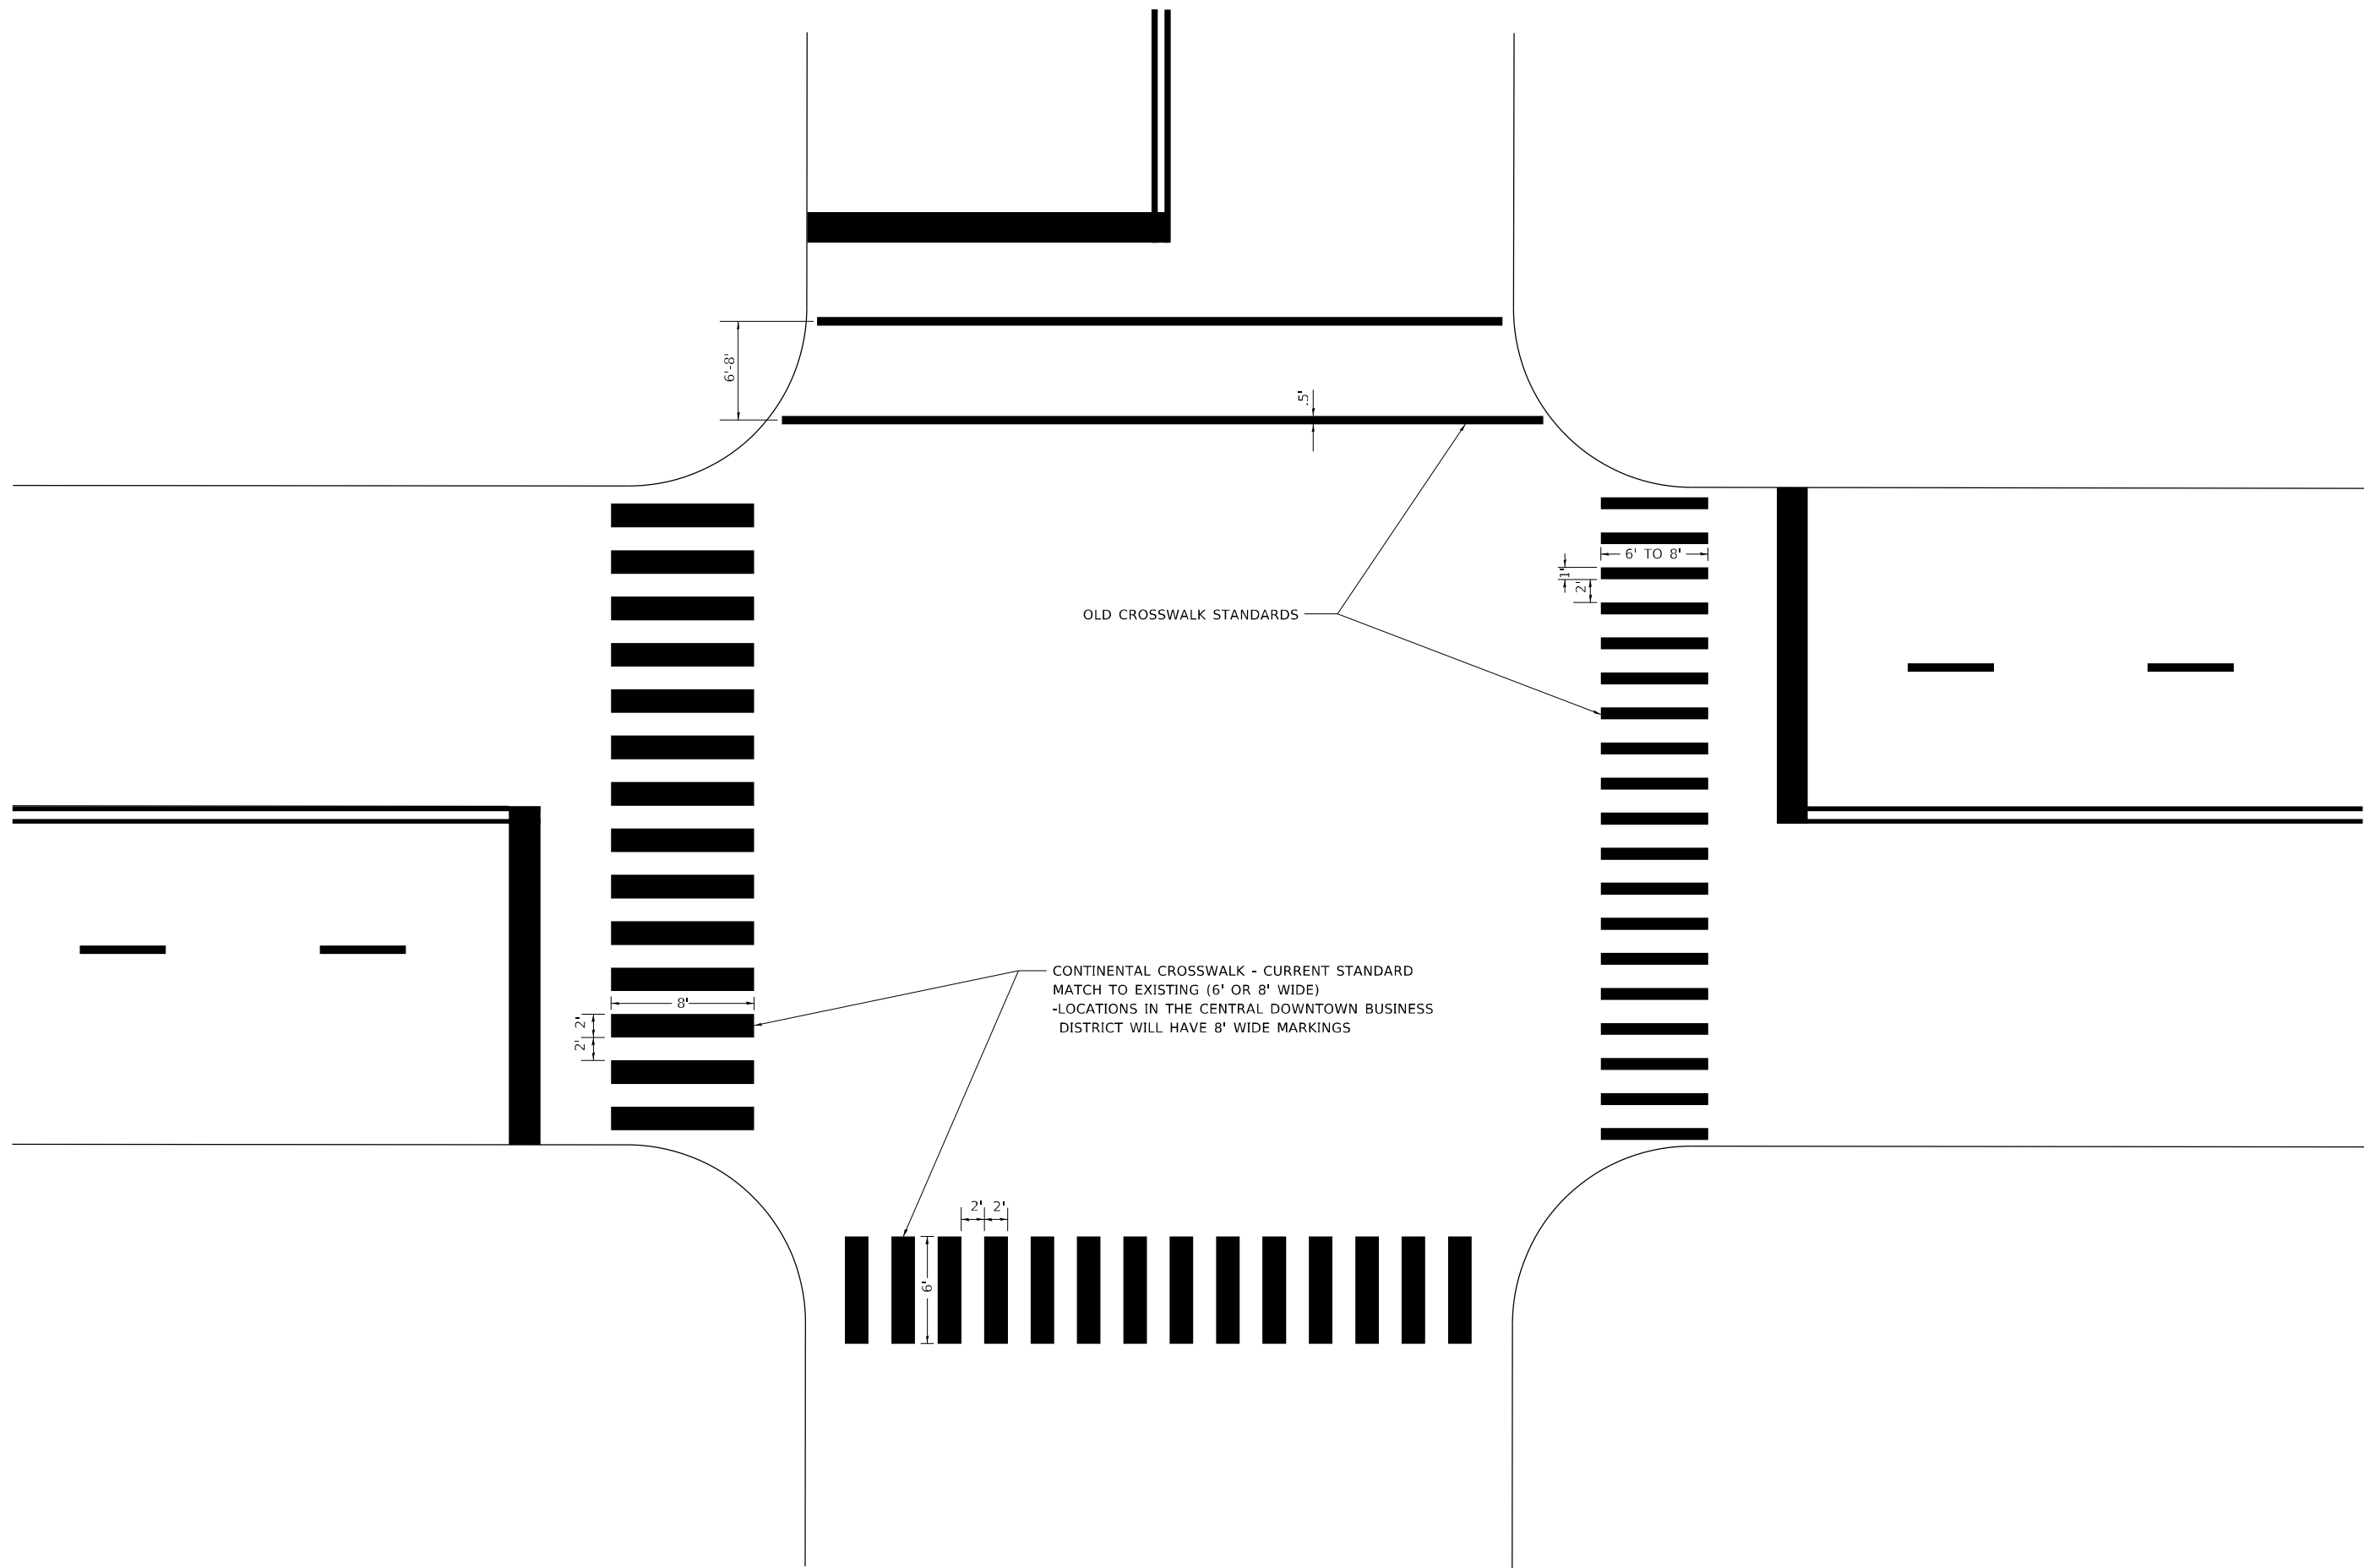 6'-8'
.5'
6' TO 8'
1'
2'
OLD CROSSWALK STANDARDS
CONTINENTAL CROSSWALK - CURRENT STANDARD
MATCH TO EXISTING (6' OR 8' WIDE)
-LOCATIONS IN THE CENTRAL DOWNTOWN BUSINESS
DISTRICT WILL HAVE 8' WIDE MARKINGS
8'
2'
2'
2' 2'
6'